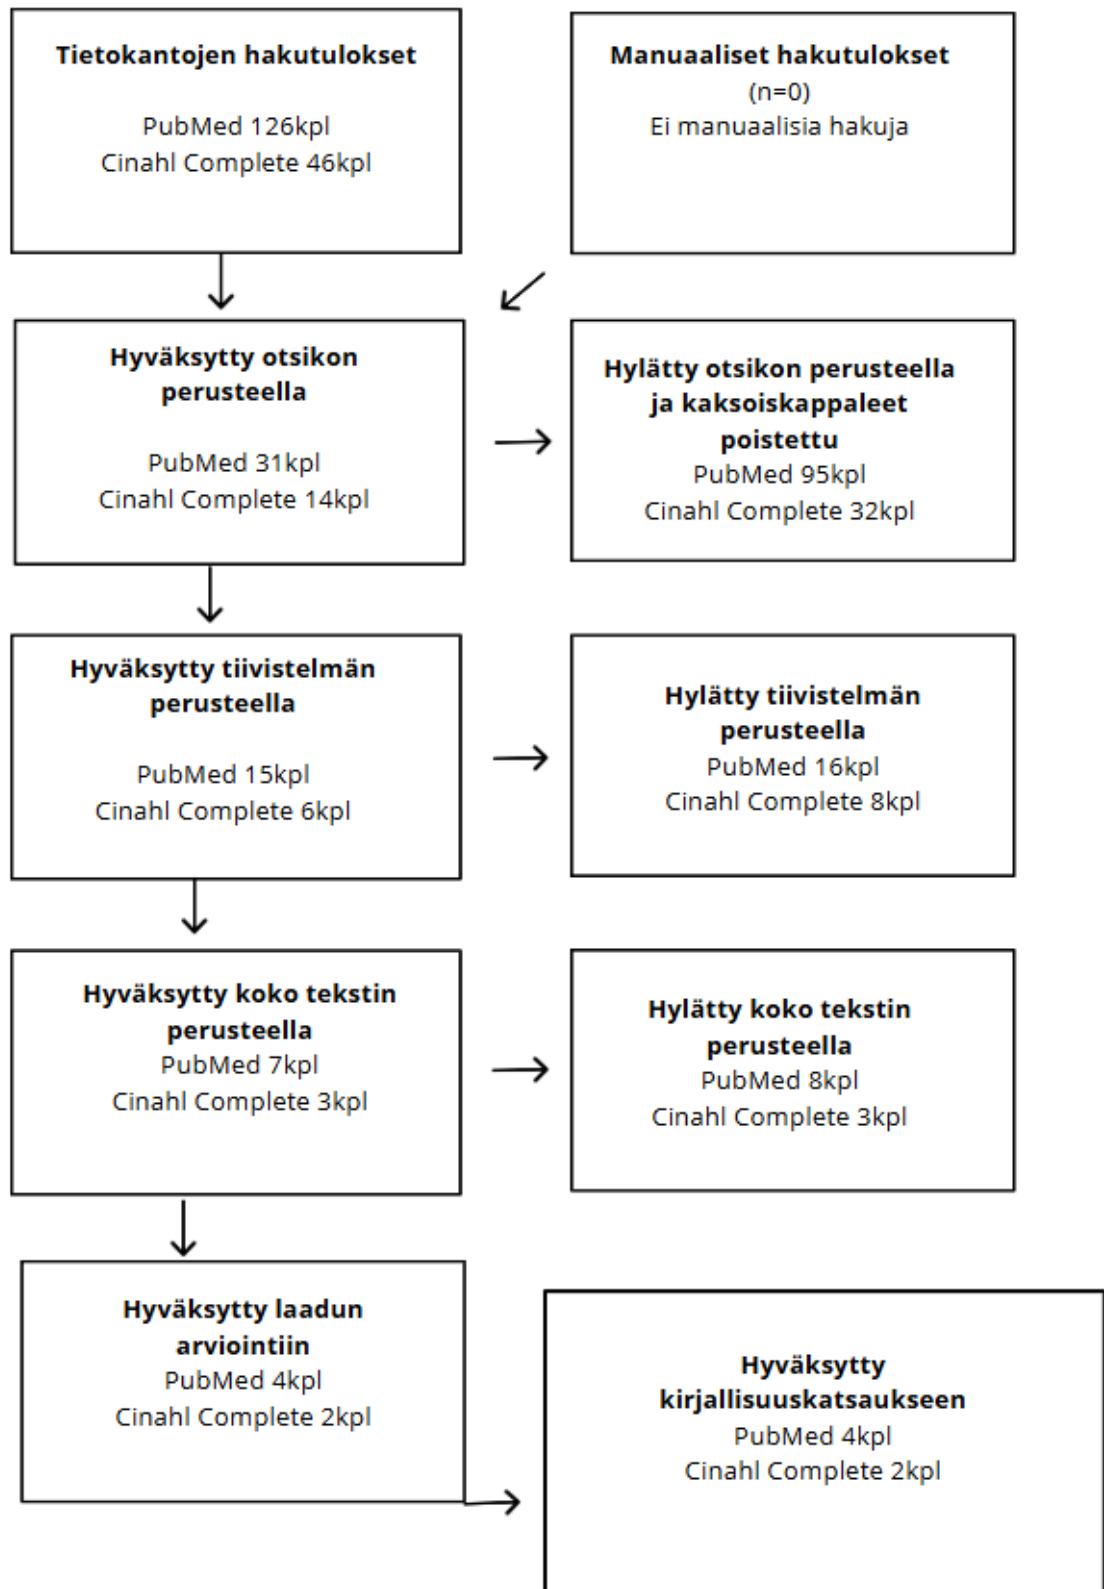 Tietokantojen hakutulokset
PubMed 126kpl
Cinahl Complete 46kpl
Manuaaliset hakutulokset
(n=0)
Ei manuaalisia hakuja
Hyväksytty otsikon
perusteella
PubMed 31kpl
Cinahl Complete 14kpl
Hylätty otsikon perusteella
ja kaksoiskappaleet
poistettu
PubMed 95kpl
Cinahl Complete 32kpl
Hyväksytty tiivistelmän
perusteella
PubMed 15kpl
Cinahl Complete 6kpl
Hylätty tiivistelmän
perusteella
PubMed 16kpl
Cinahl Complete 8kpl
Hyväksytty koko tekstin
perusteella
PubMed 7kpl
Cinahl Complete 3kpl
Hylätty koko tekstin
perusteella
PubMed 8kpl
Cinahl Complete 3kpl
Hyväksytty laadun
arviointiin
PubMed 4kpl
Cinahl Complete 2kpl
Hyväksytty
kirjallisuuskatsaukseen
PubMed 4kpl
Cinahl Complete 2kpl